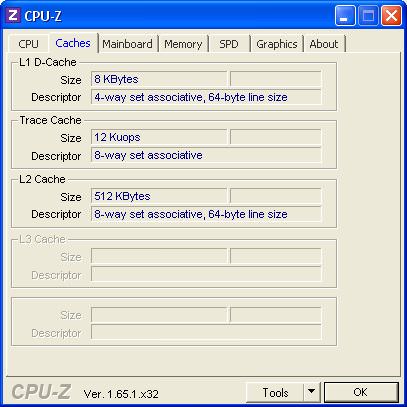 CPU-Z
CPU Caches Mainboard Memory SPD Graphics About
L1 D-Cache
Size 8 KBytes
Descriptor 4-way set associative, 64-byte line size
Trace Cache
Size 12 Kuops
Descriptor 8-way set associative
L2 Cache
Size 512 KBytes
Descriptor 8-way set associative, 64-byte line size
L3 Cache
Size
Descriptor
Size
Descriptor
CPU-Z Ver. 1.65.1.x32 Tools OK